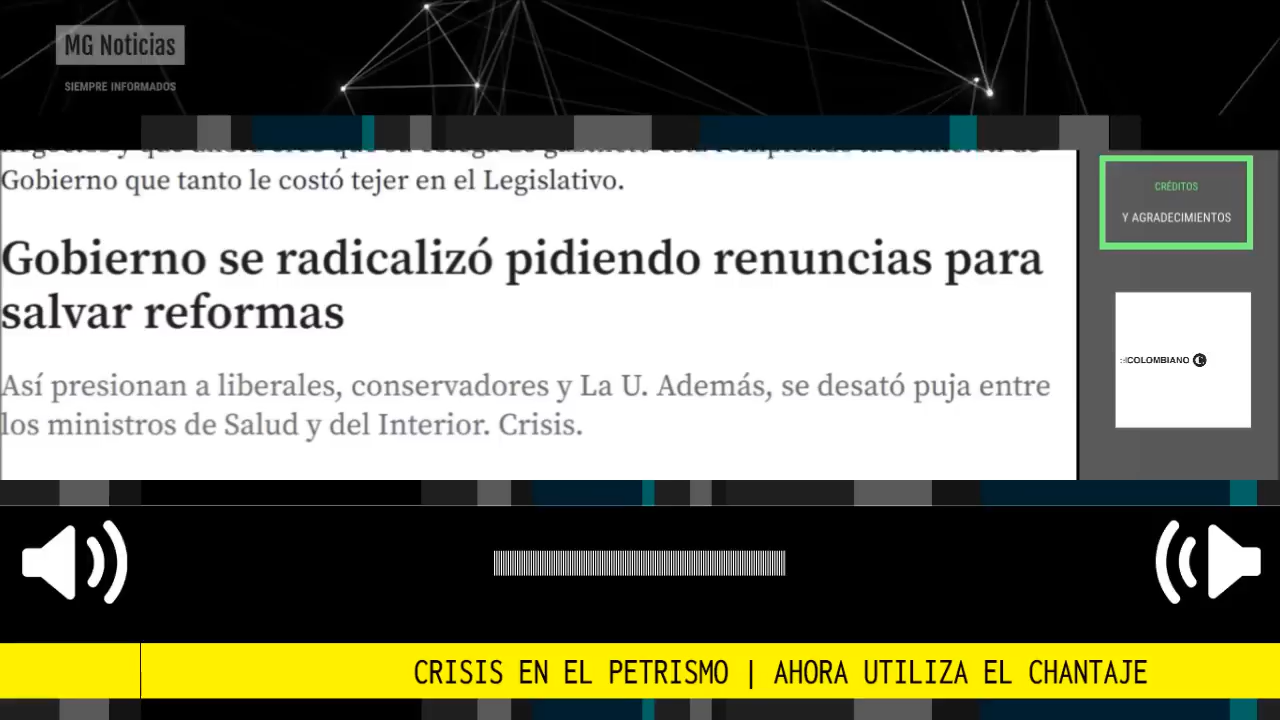 MG Noticias
SIEMPRE INFORMADOS
Gobierno que tanto le costó tejer en el Legislativo.
Gobierno se radicalizó pidiendo renuncias para
salvar reformas
Así presionan a liberales, conservadores y La U. Además, se desató puja entre
los ministros de Salud y del Interior. Crisis.
CRÉDITOS
Y AGRADECIMIENTOS
COLOMBIANO
CRISIS EN EL PETRISMO | AHORA UTILIZA EL CHANTAJE